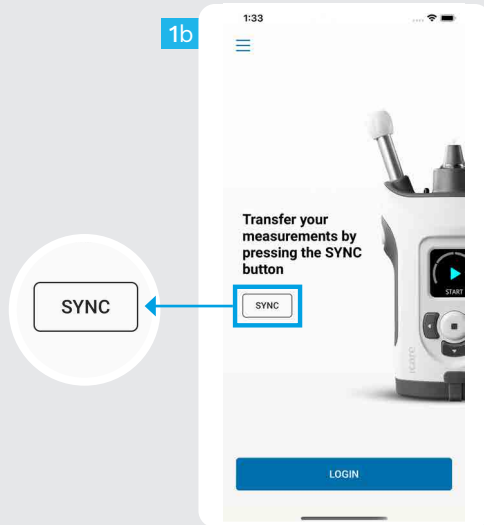 1b
1:33
Transfer your
measurements by
pressing the SYNC
button
SYNC
SYNC
START
icare
LOGIN